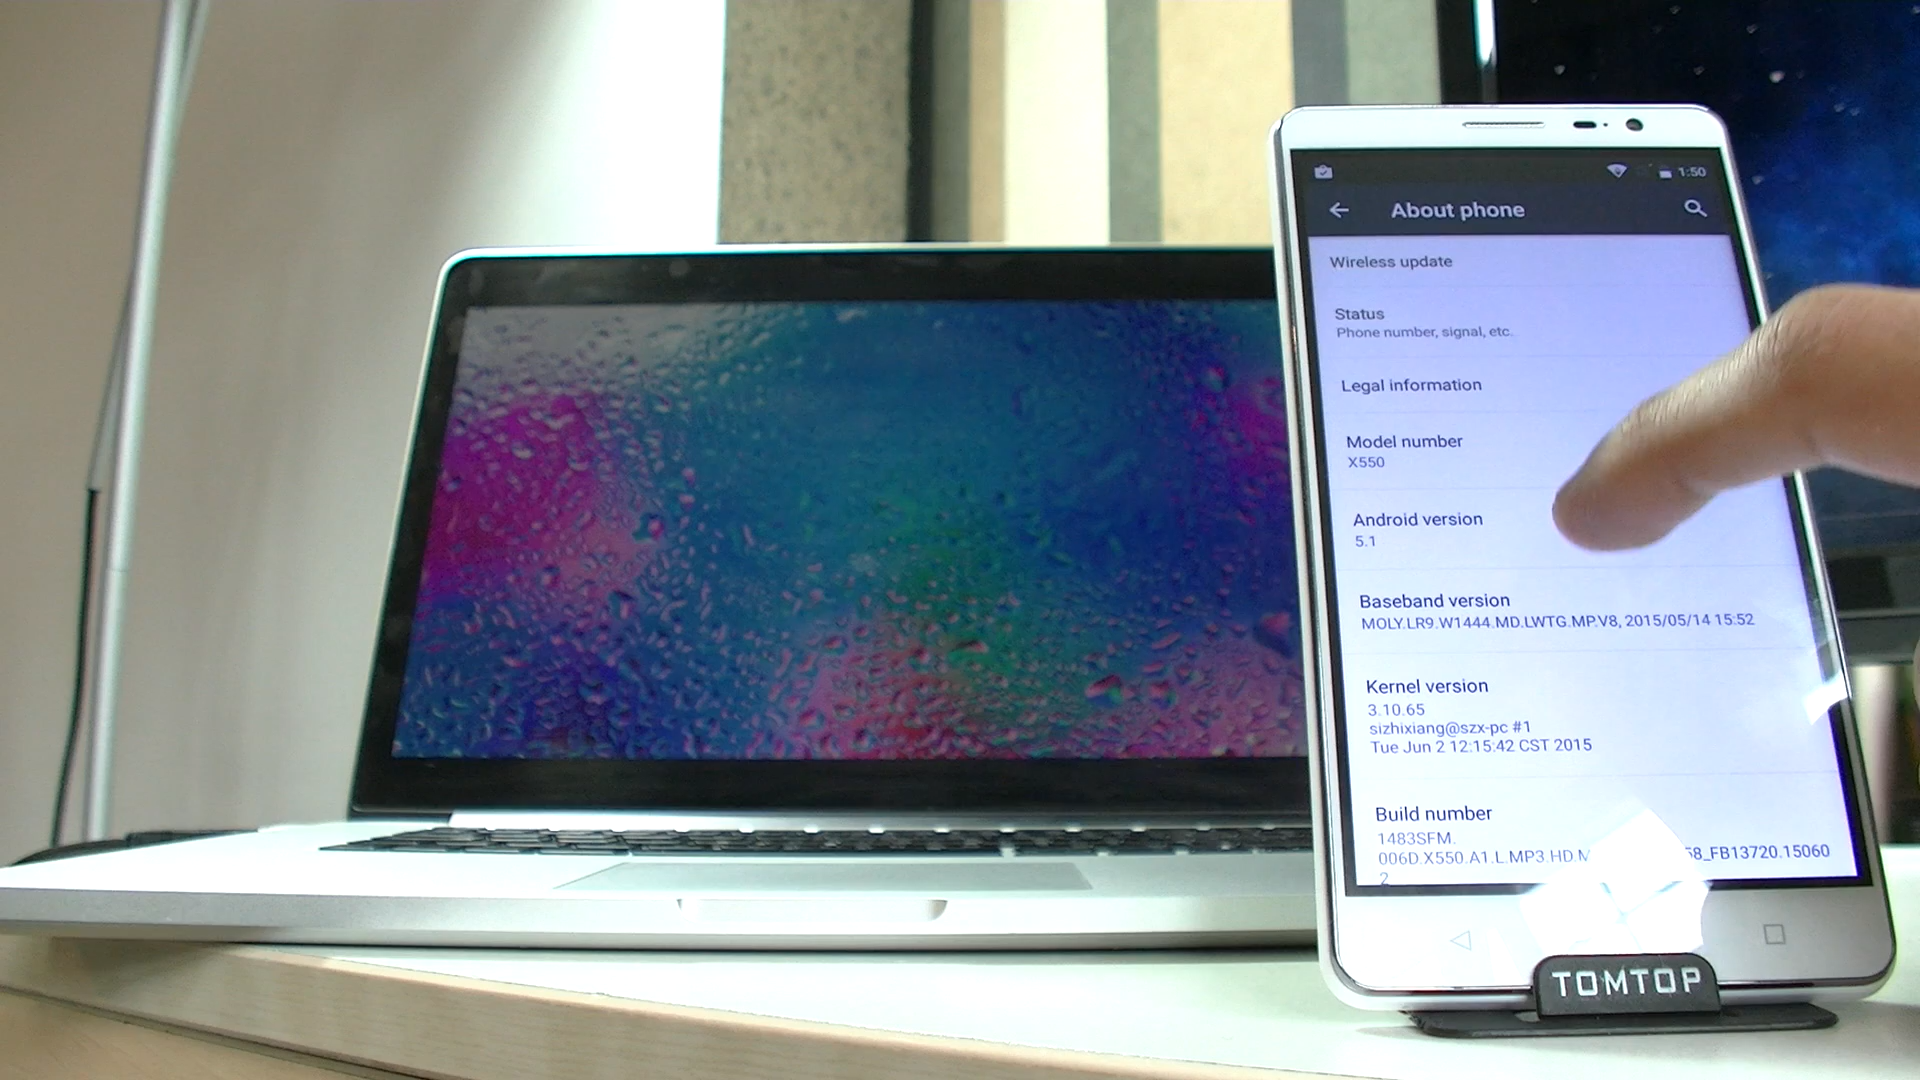 1:50
About phone
Wireless update
Status
Phone number, signal, etc.
Legal information
Model number
X550
Android version
5.1
Baseband version
MOLY.LR9.W1444.MD.LWTG.MP.V8, 2015/05/14 15:52
Kernel version
3.10.65
sizhixiang@szx-pc #1
Tue Jun 2 12:15:42 CST 2015
Build number
1483SFM.
006D.X550.A1.L.MP3.HD. 58_FB13720.15060
2
TOMTOP